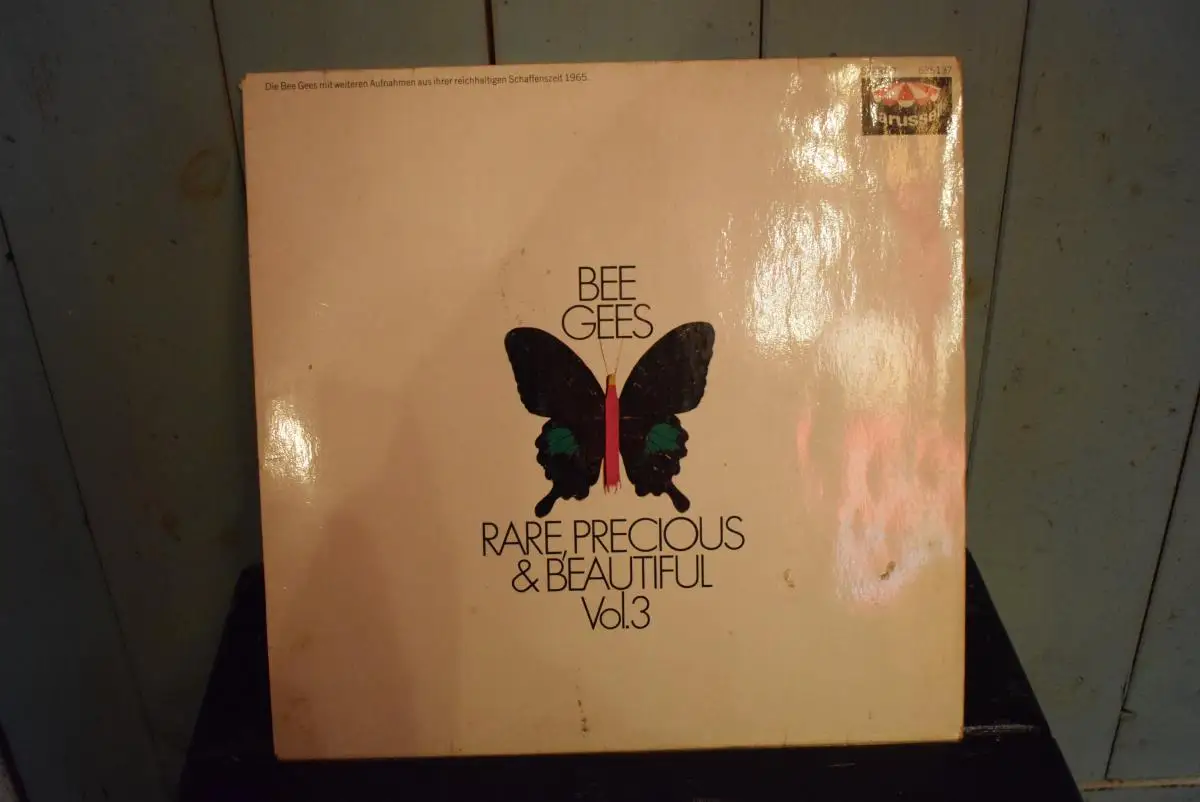 Die Bee Gees mit weiteren Aufnahmen aus ihrer reichhaltigen Schaffenszeit 1965.
BEE
GEES
RARE, PRECIOUS
& BEAUTIFUL
Vol.3